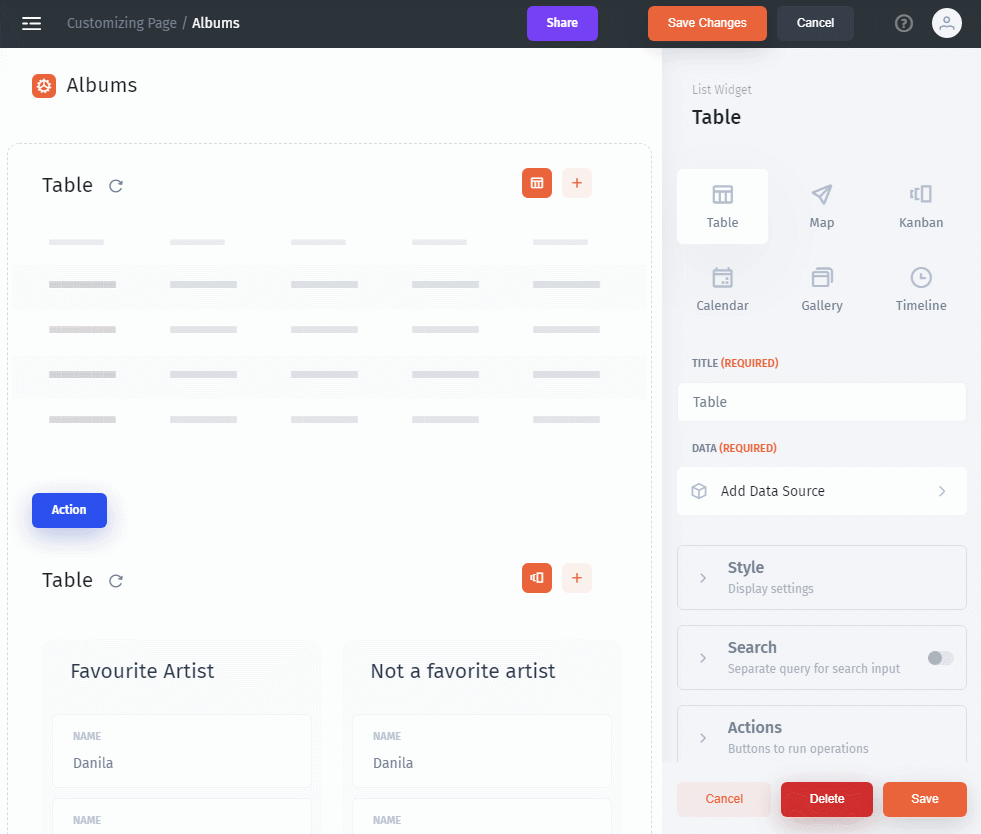 Customizing Page / Albums
Share
Save Changes
Cancel
?
Albums
Table
Action
Table
Favourite Artist
Not a favorite artist
NAME
Danila
NAME
Danila
NAME
NAME
List Widget
Table
Table
Map
Kanban
Calendar
Gallery
Timeline
TITLE (REQUIRED)
Table
DATA (REQUIRED)
Add Data Source
Style
Display settings
Search
Separate query for search input
Actions
Buttons to run operations
Cancel
Delete
Save